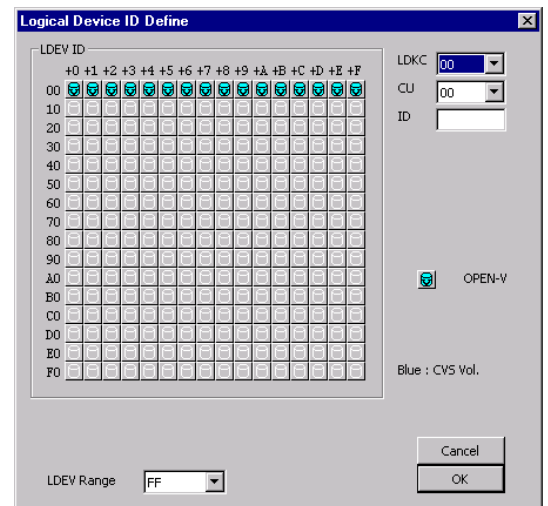 Logical Device ID Define
LDEV ID
+0 +1 +2 +3 +4 +5 +6 +7 +8 +9 +A +B +C +D +E +F
00
10
20
30
40
50
60
70
80
90
A0
B0
C0
D0
E0
F0
LDKC 00
CU 00
ID
OPEN-V
Blue : CVS Vol.
Cancel
LDEV Range FF
OK